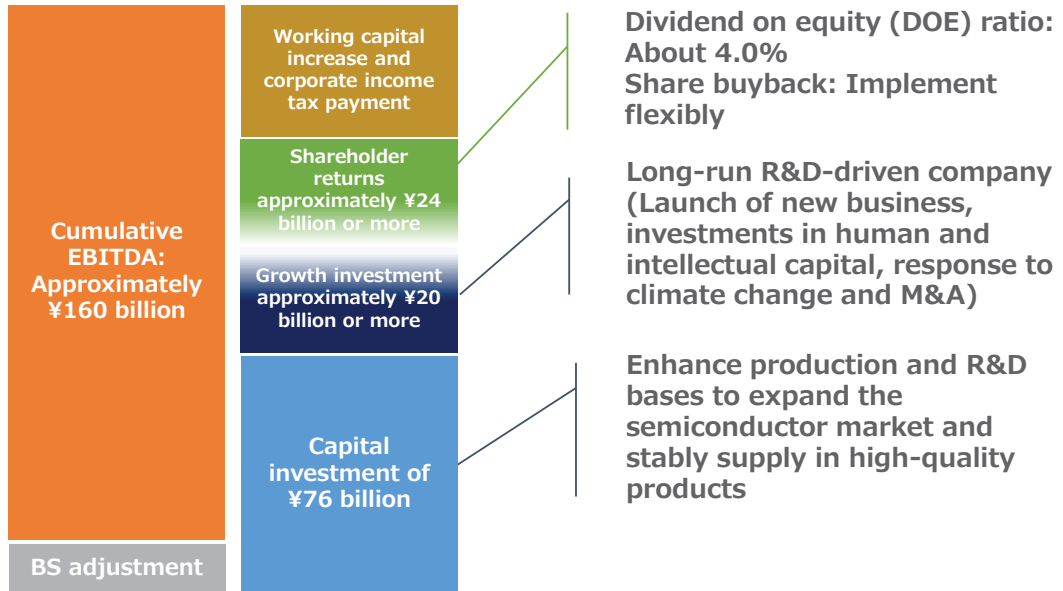 Cumulative
EBITDA:
Approximately
¥160 billion
BS adjustment
Working capital
increase and
corporate income
tax payment
Shareholder
returns
approximately ¥24
billion or more
Growth investment
approximately ¥20
billion or more
Capital
investment of
¥76 billion
Dividend on equity (DOE) ratio:
About 4.0%
Share buyback: Implement
flexibly
Long-run R&D-driven company
(Launch of new business,
investments in human and
intellectual capital, response to
climate change and M&A)
Enhance production and R&D
bases to expand the
semiconductor market and
stably supply in high-quality
products